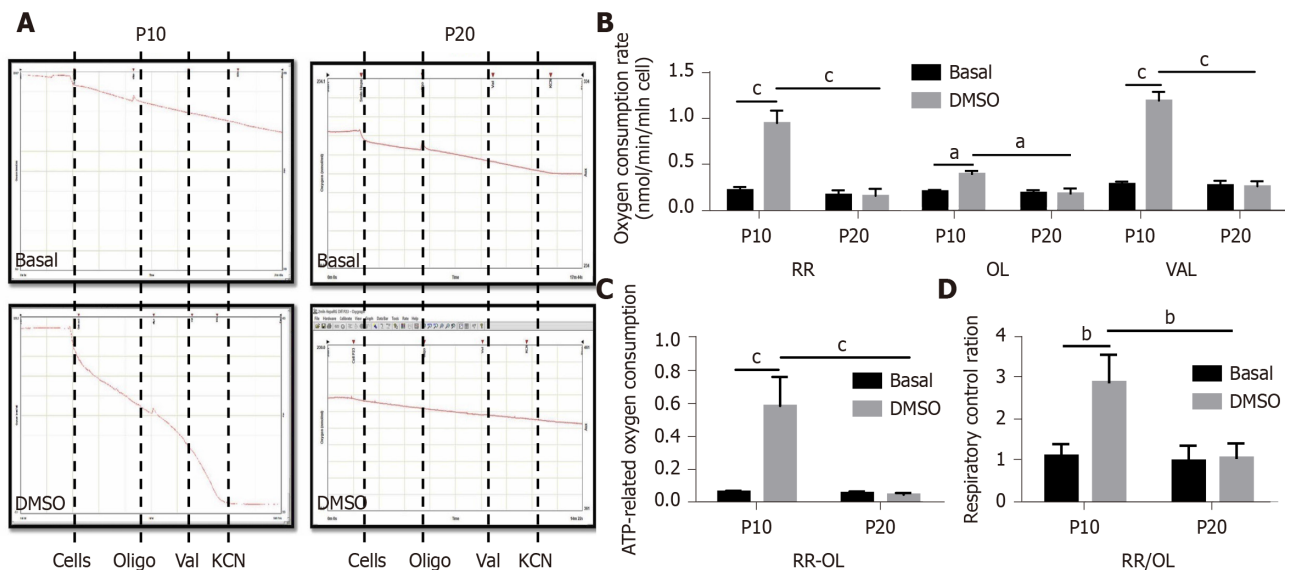 A
P10
P20
Basal
Basal
DMSO
DMSO
Cells Oligo Val KCN
Cells Oligo Val KCN
B
Oxygen consumption rate
(nmol/min/mln cell)
1.5
1.0
0.5
0.0
Basal
DMSO
c
c
a
a
c
c
P10 P20 P10 P20 P10 P20
RR OL VAL
C
ATP-related oxygen consumption
1.0
0.8
0.6
0.4
0.2
0.0
c
c
Basal
DMSO
P10 P20
RR-OL
D
Respiratory control ration
4
3
2
1
0
b
b
Basal
DMSO
P10 P20
RR/OL